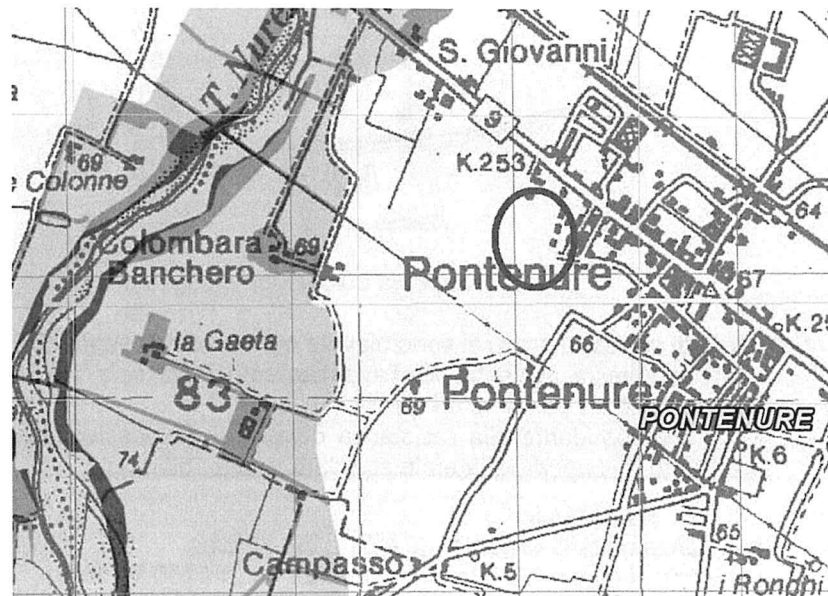 S. Giovanni
T. Nure
9
K.253
69
e Colonne
64
Colombara
Banchero
69
Pontenure
67
K.25
la Gaeta
66
83
69
Pontenure
PONTENURE
K.6
74
65
Campasso
K.5
i Ronchi